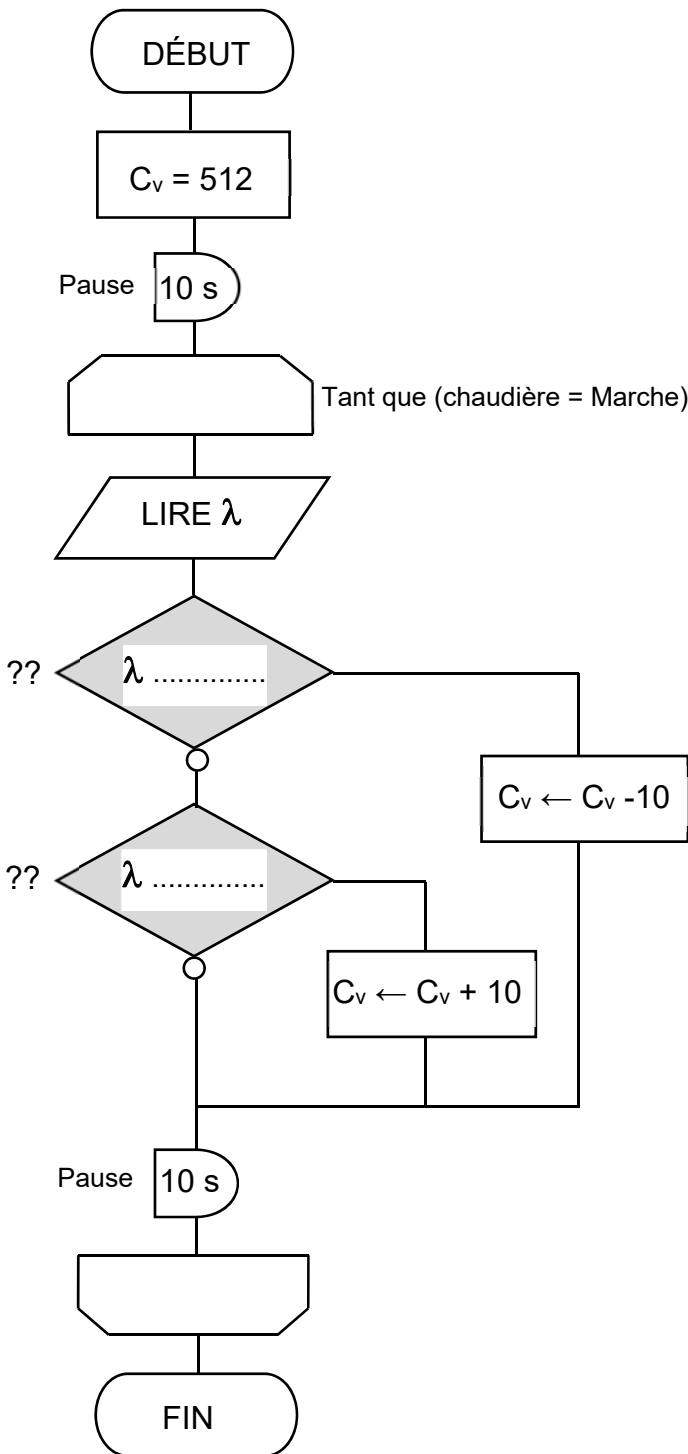 DÉBUT
Cv = 512
Pause 10 s
Tant que (chaudière = Marche)
LIRE λ
?? λ ..............
Cv ← Cv -10
?? λ ..............
Cv ← Cv + 10
Pause 10 s
FIN